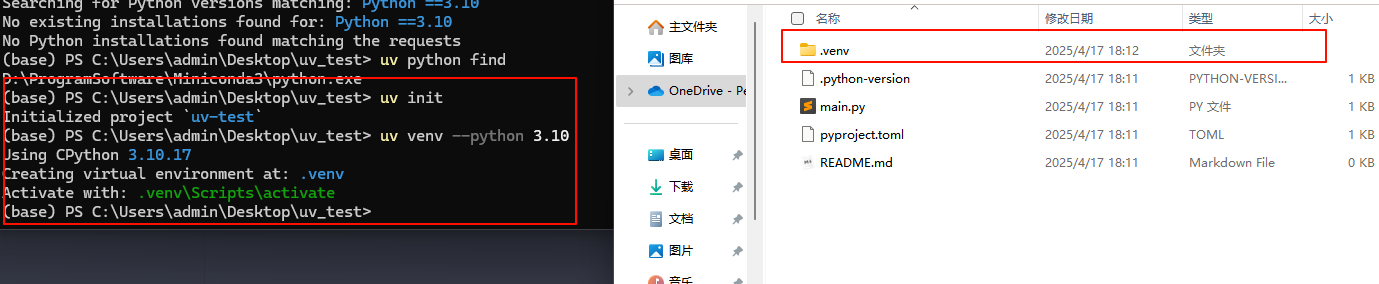 Searching for Python versions matching: Python ==3.10
No existing installations found for: Python ==3.10
No Python installations found matching the requests
(base) PS C:\Users\admin\Desktop\uv_test> uv python find
D:\ProgramSoftware\Miniconda3\python.exe
(base) PS C:\Users\admin\Desktop\uv_test> uv init
Initialized project `uv-test`
(base) PS C:\Users\admin\Desktop\uv_test> uv venv --python 3.10
Using CPython 3.10.17
Creating virtual environment at: .venv
Activate with: .venv\Scripts\activate
(base) PS C:\Users\admin\Desktop\uv_test>
主文件夹
图库
OneDrive - Pe
桌面
下载
文档
图片
音乐
名称 修改日期 类型 大小
.venv 2025/4/17 18:12 文件夹
.python-version 2025/4/17 18:11 PYTHON-VERSI... 1 KB
main.py 2025/4/17 18:11 PY 文件 1 KB
pyproject.toml 2025/4/17 18:11 TOML 1 KB
README.md 2025/4/17 18:11 Markdown File 0 KB